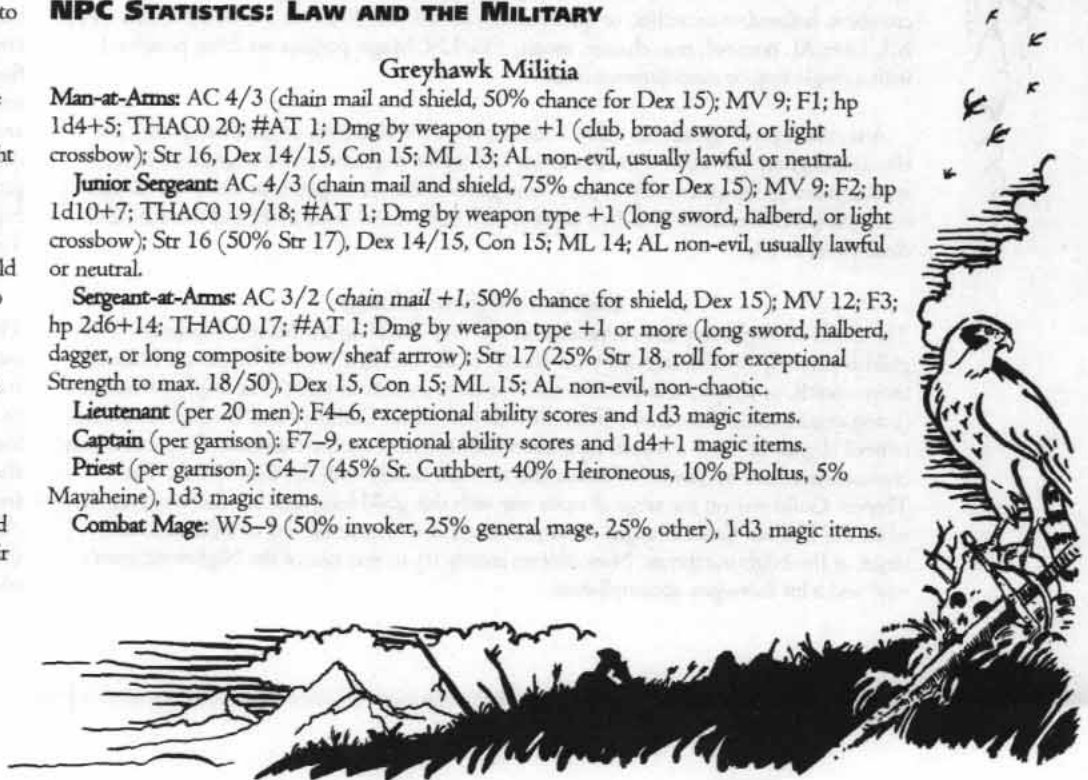 to
NPC STATISTICS: LAW AND THE MILITARY
Greyhawk Militia
Man-at-Arms: AC 4/3 (chain mail and shield, 50% chance for Dex 15); MV 9; F1; hp
1d4+5; THAC0 20; #AT 1; Dmg by weapon type +1 (club, broad sword, or light
crossbow); Str 16, Dex 14/15, Con 15; ML 13; AL non-evil, usually lawful or neutral.
Junior Sergeant: AC 4/3 (chain mail and shield, 75% chance for Dex 15); MV 9; F2; hp
1d10+7; THAC0 19/18; #AT 1; Dmg by weapon type +1 (long sword, halberd, or light
crossbow); Str 16 (50% Str 17), Dex 14/15, Con 15; ML 14; AL non-evil, usually lawful
or neutral.
Sergeant-at-Arms: AC 3/2 (chain mail +1, 50% chance for shield, Dex 15); MV 12; F3;
hp 2d6+14; THAC0 17; #AT 1; Dmg by weapon type +1 or more (long sword, halberd,
dagger, or long composite bow/sheaf arrrow); Str 17 (25% Str 18, roll for exceptional
Strength to max. 18/50), Dex 15, Con 15; ML 15; AL non-evil, non-chaotic.
Lieutenant (per 20 men): F4–6, exceptional ability scores and 1d3 magic items.
Captain (per garrison): F7–9, exceptional ability scores and 1d4+1 magic items.
Priest (per garrison): C4–7 (45% St. Cuthbert, 40% Heironeous, 10% Pholtus, 5%
Mayaheine), 1d3 magic items.
Combat Mage: W5–9 (50% invoker, 25% general mage, 25% other), 1d3 magic items.